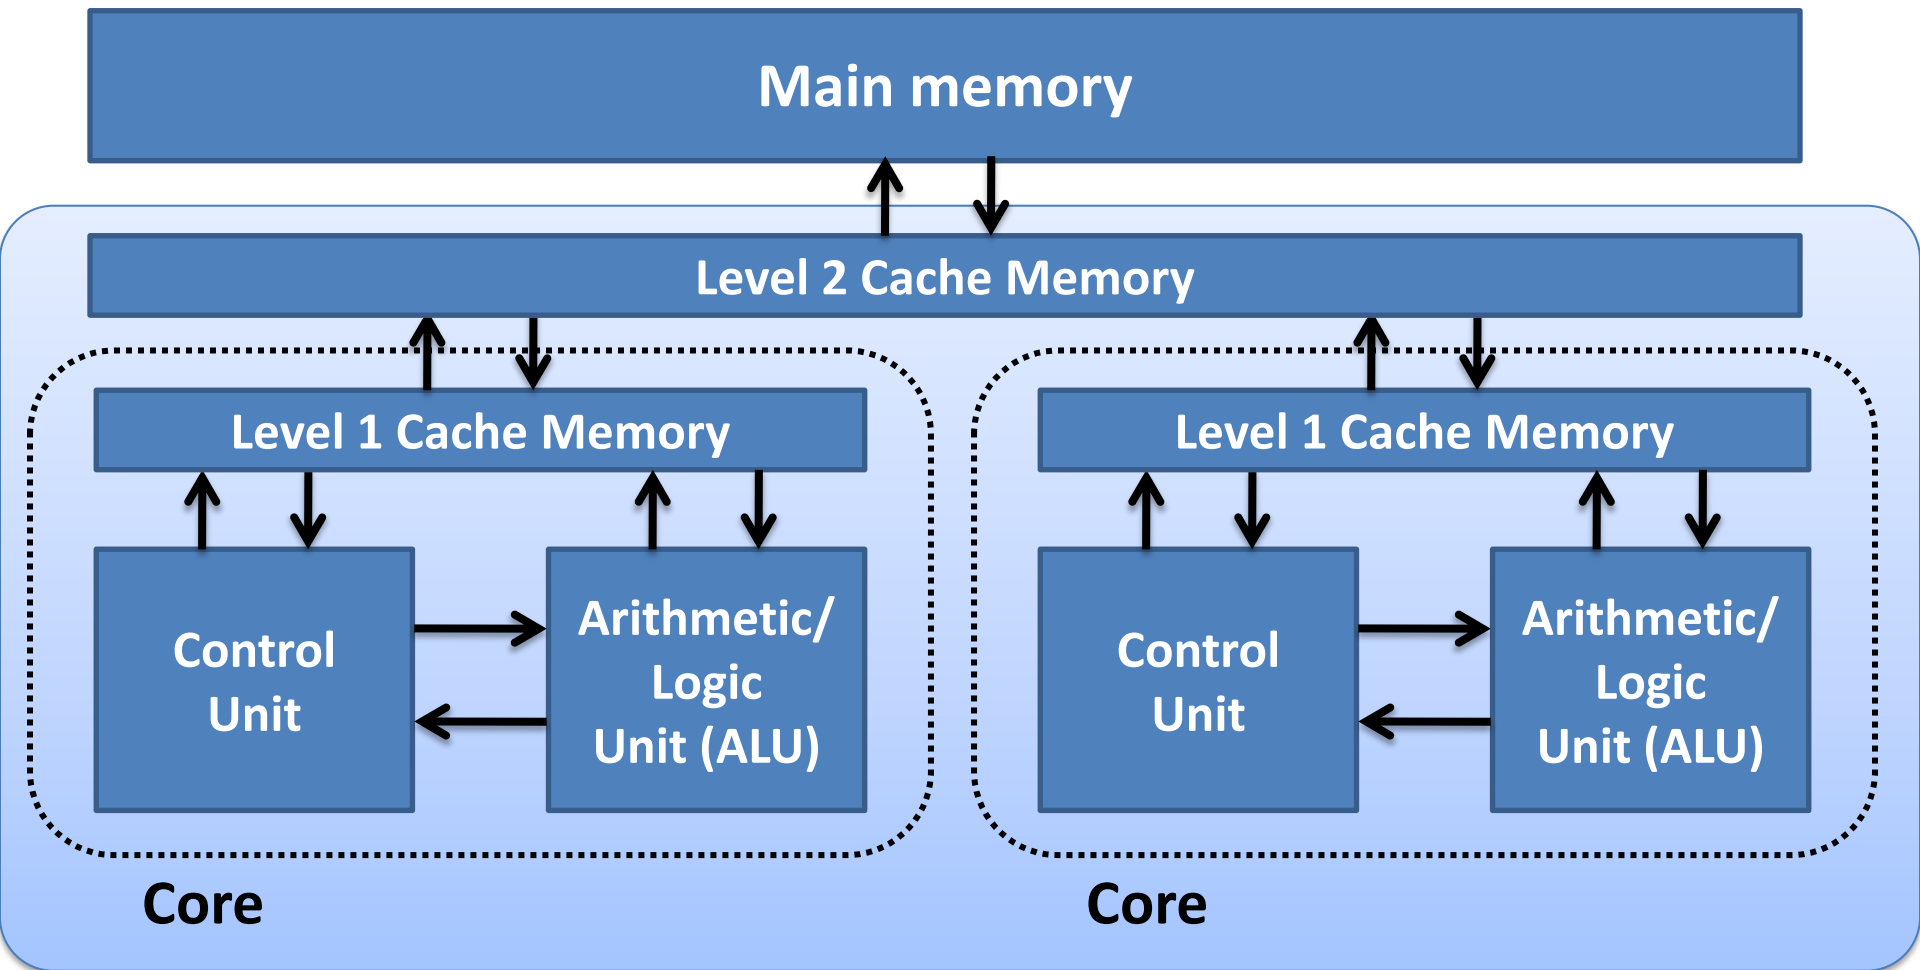 Main memory
Level 2 Cache Memory
Level 1 Cache Memory
Control
Unit
Arithmetic/
Logic
Unit (ALU)
Core
Level 1 Cache Memory
Control
Unit
Arithmetic/
Logic
Unit (ALU)
Core